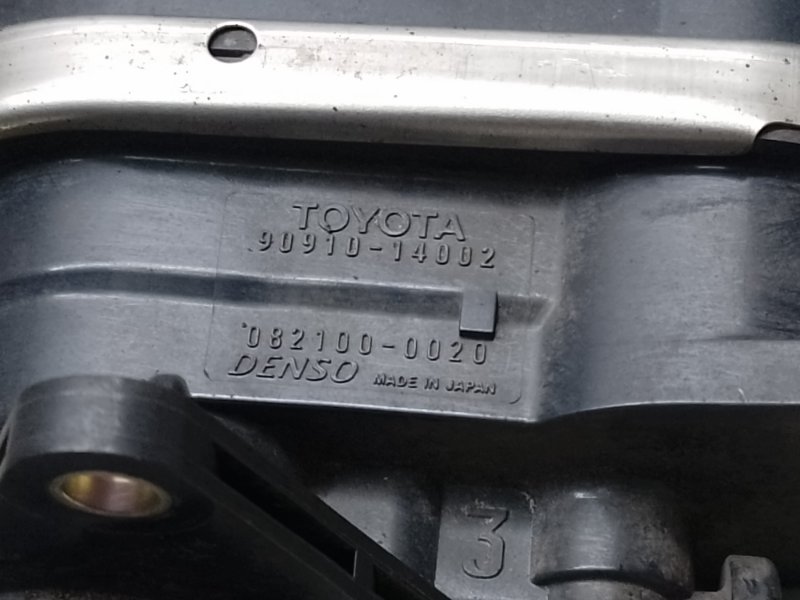 TOYOTA
90910-14002
082100-0020
DENSO MADE IN JAPAN
3